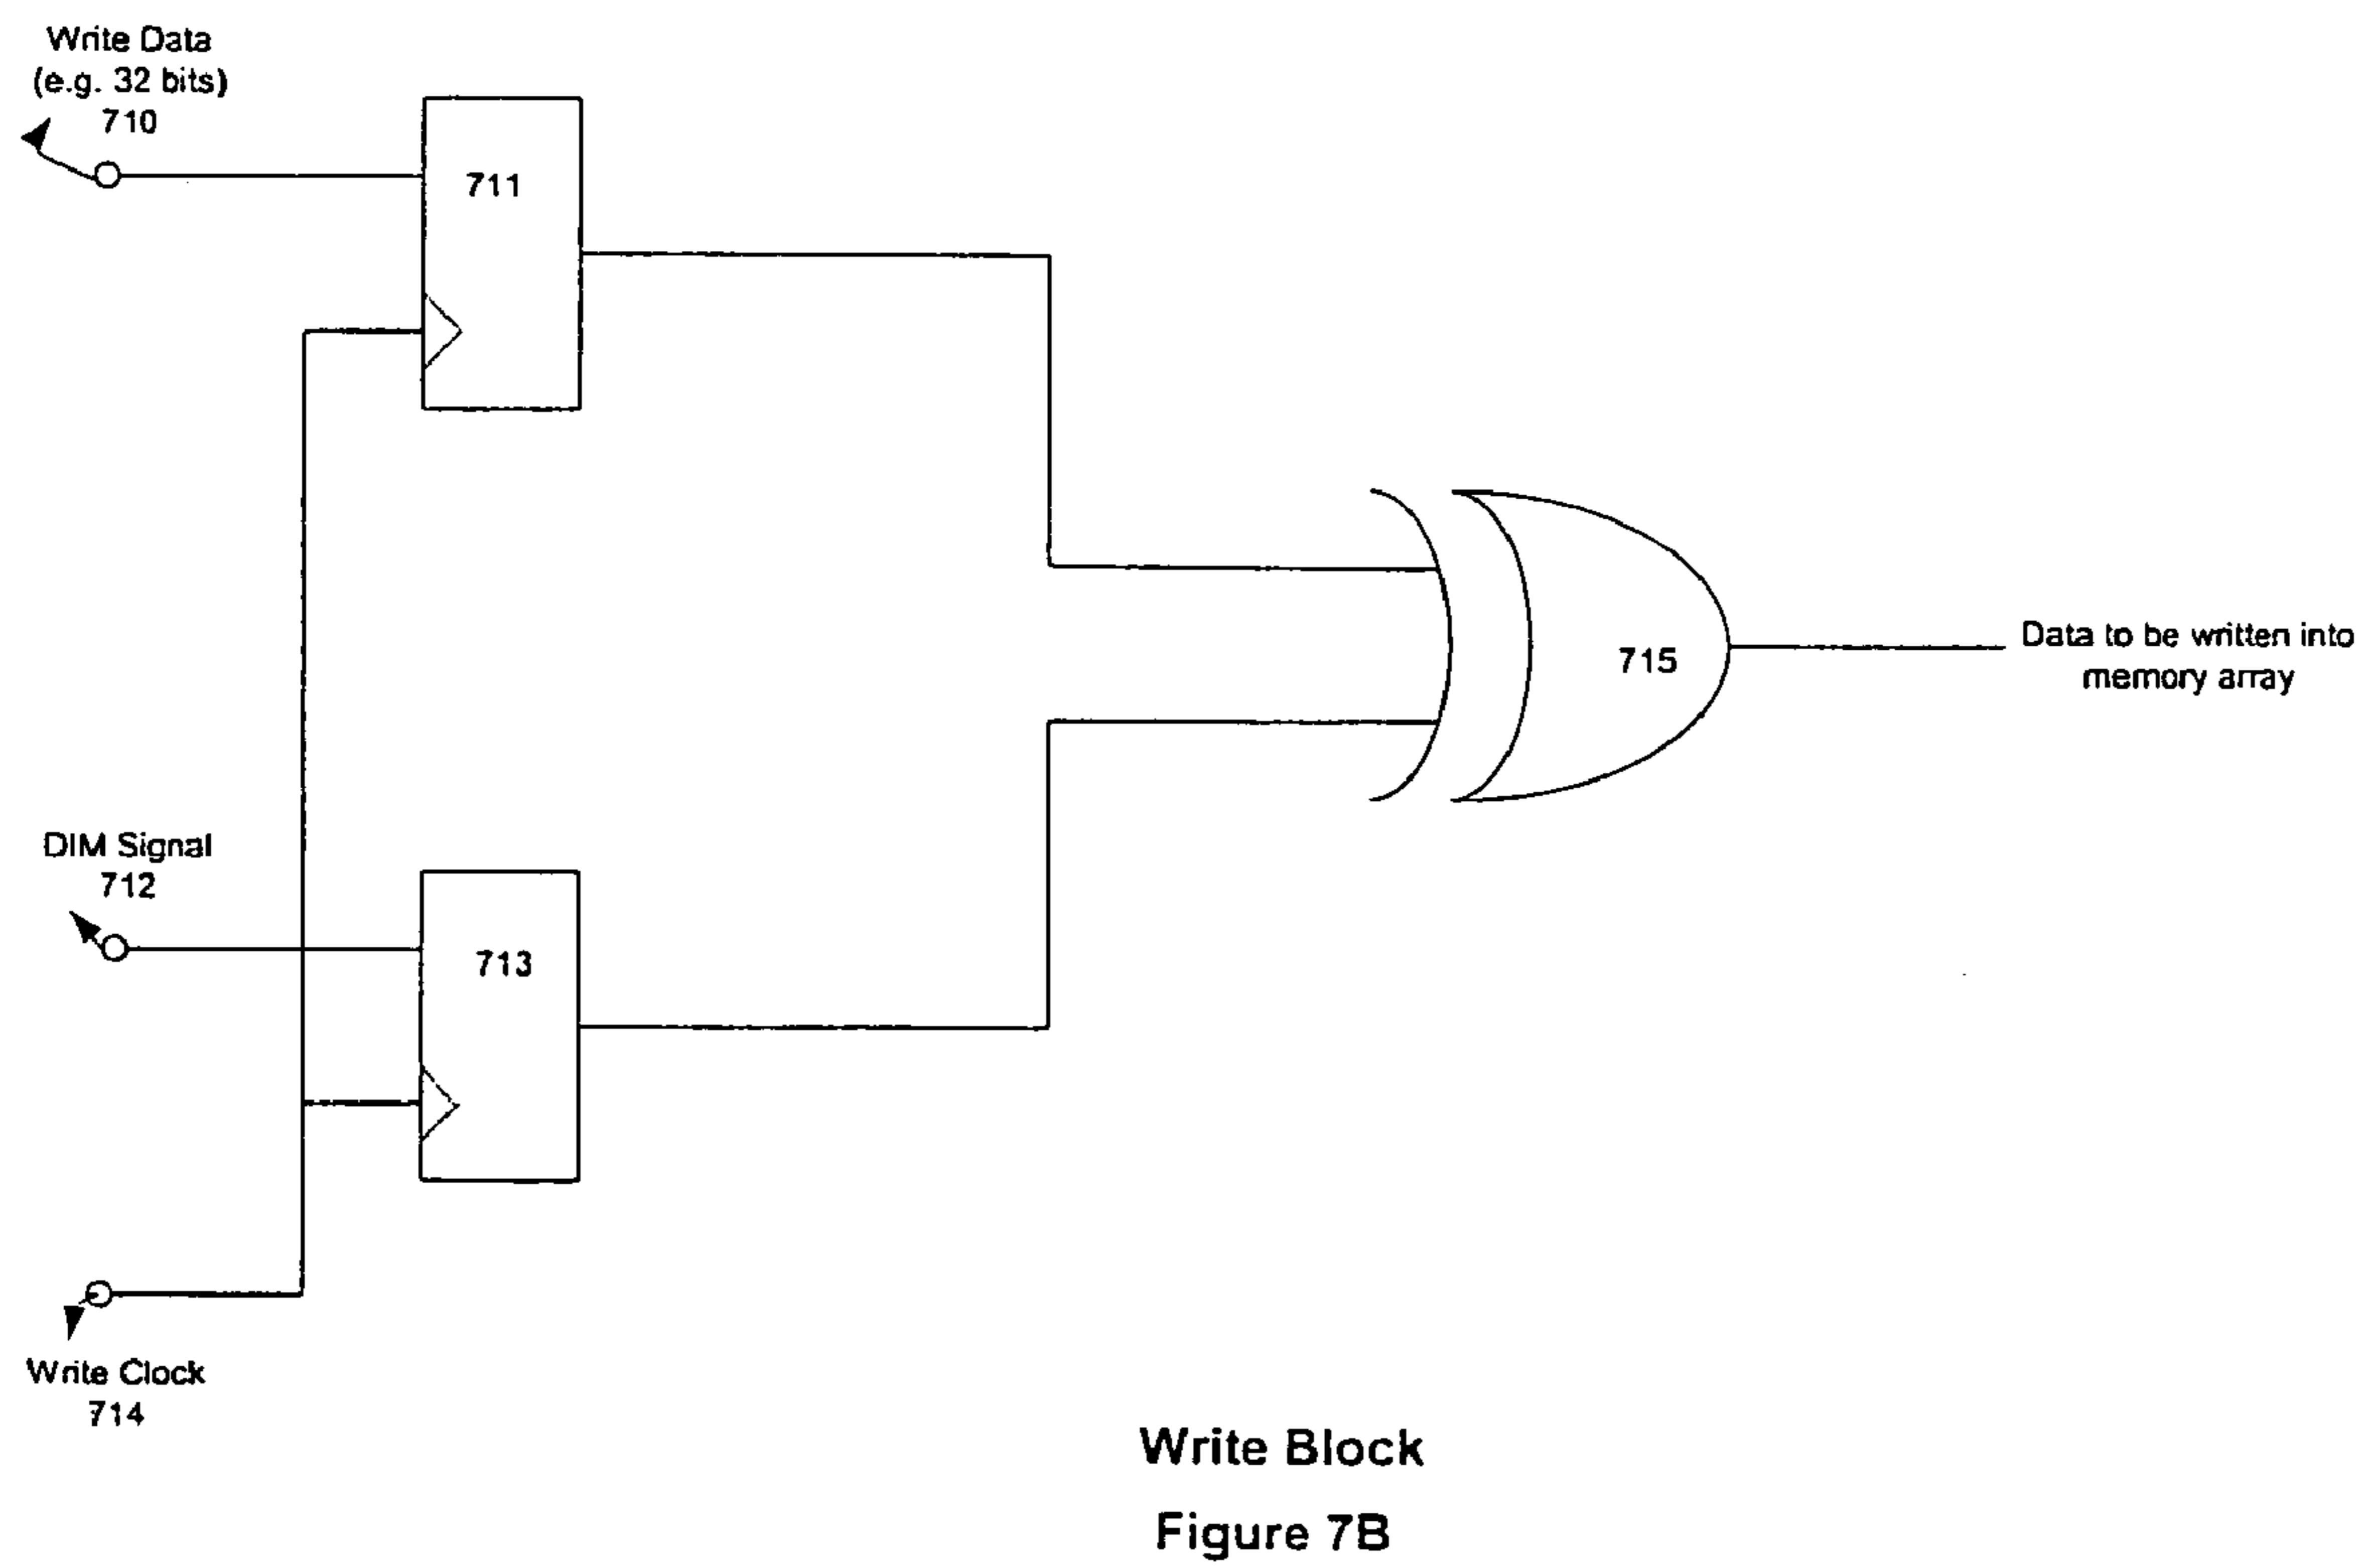 Write Data
(e.g. 32 bits)
710
711
715
Data to be written into
memory array
DIM Signal
712
713
Write Clock
714
Write Block
Figure 7B